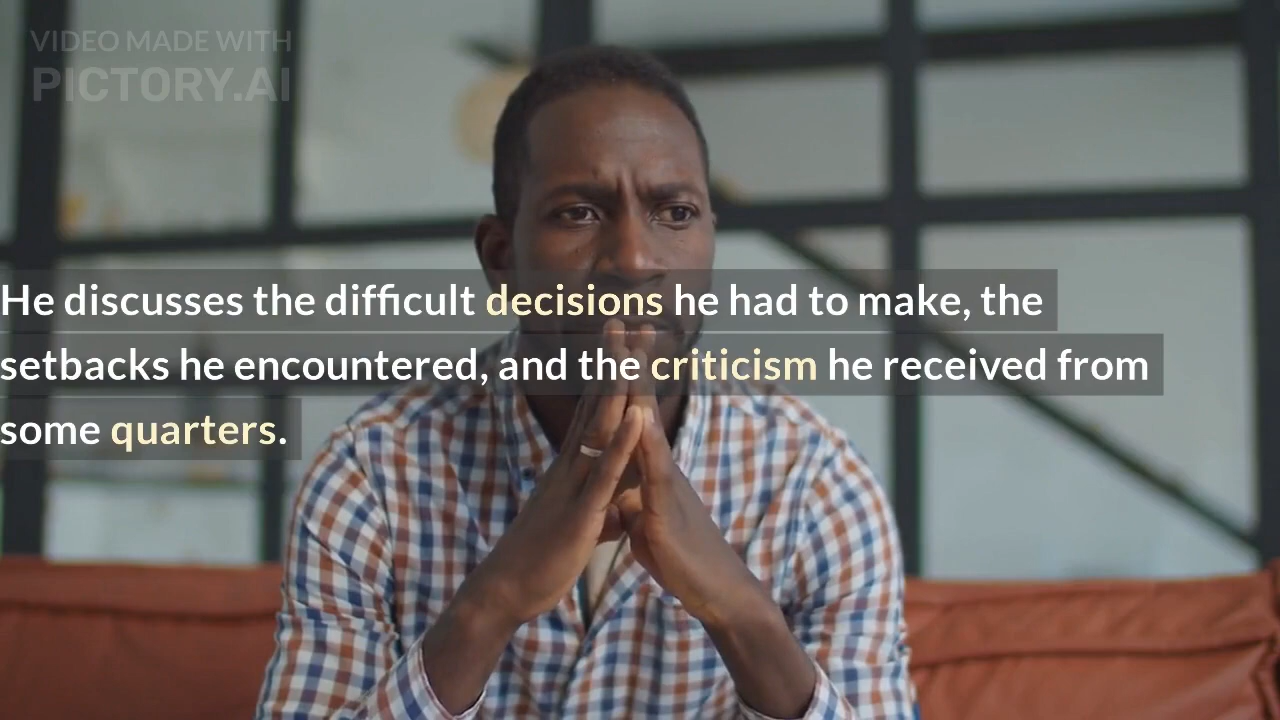 VIDEO MADE WITH
PICTORY.AI
He discusses the difficult decisions he had to make, the
setbacks he encountered, and the criticism he received from
some quarters.